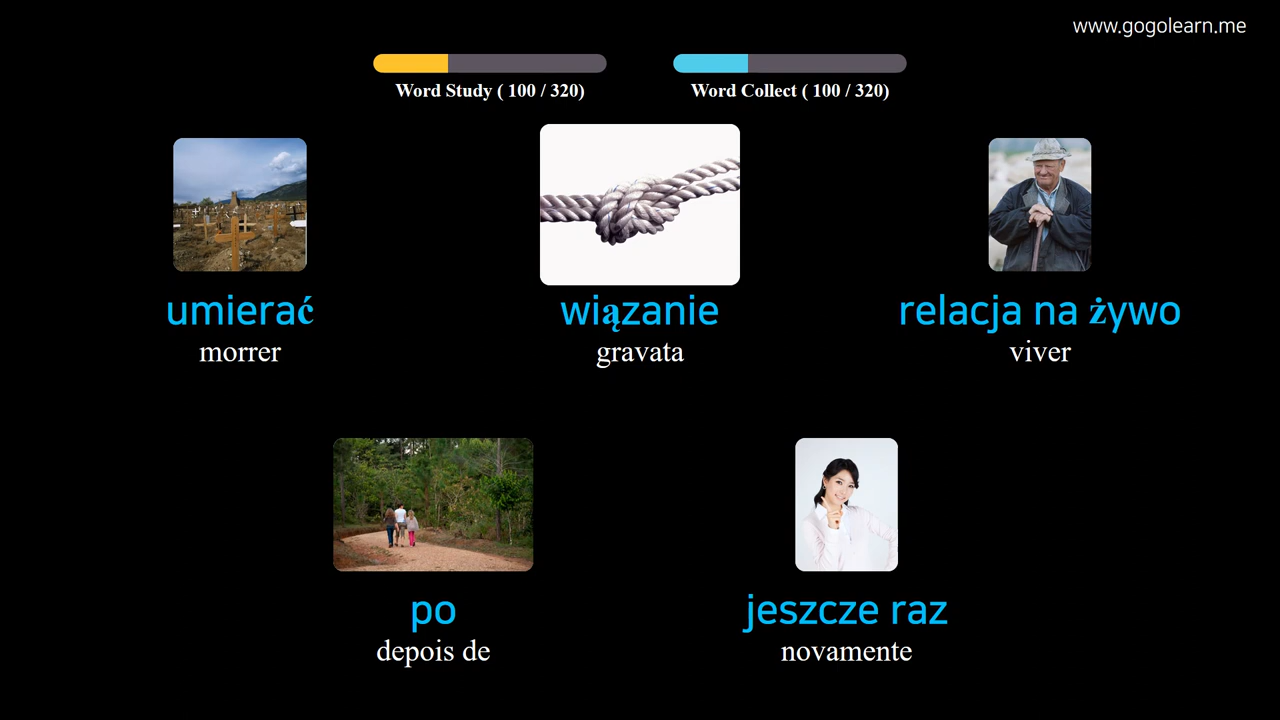 www.gogolearn.me
Word Study ( 100 / 320)
Word Collect ( 100 / 320)
umierać
morrer
wiązanie
gravata
relacja na żywo
viver
po
depois de
jeszcze raz
novamente